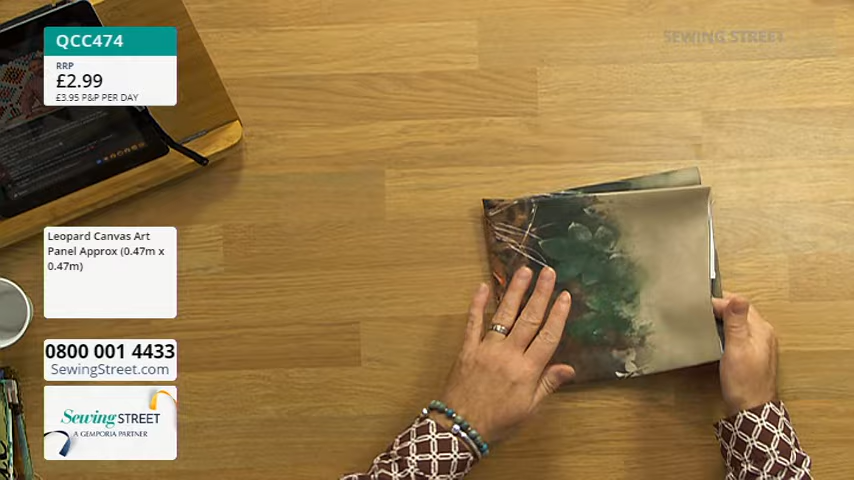 QCC474
RRP
£2.99
£3.95 P&P PER DAY
SEWING STREET
Leopard Canvas Art
Panel Approx (0.47m x
0.47m)
0800 001 4433
SewingStreet.com
Sewing STREET
A GEMPORIA PARTNER